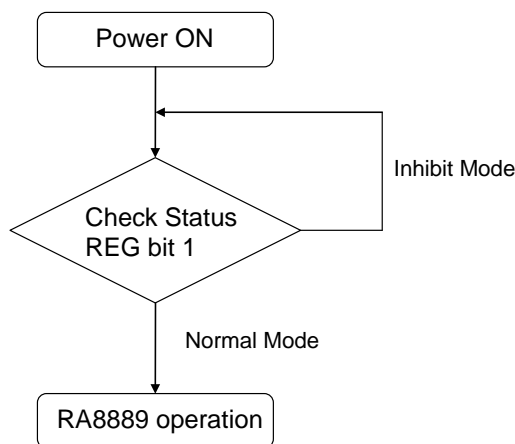 Power ON
Inhibit Mode
Check Status
REG bit 1
Normal Mode
RA8889 operation